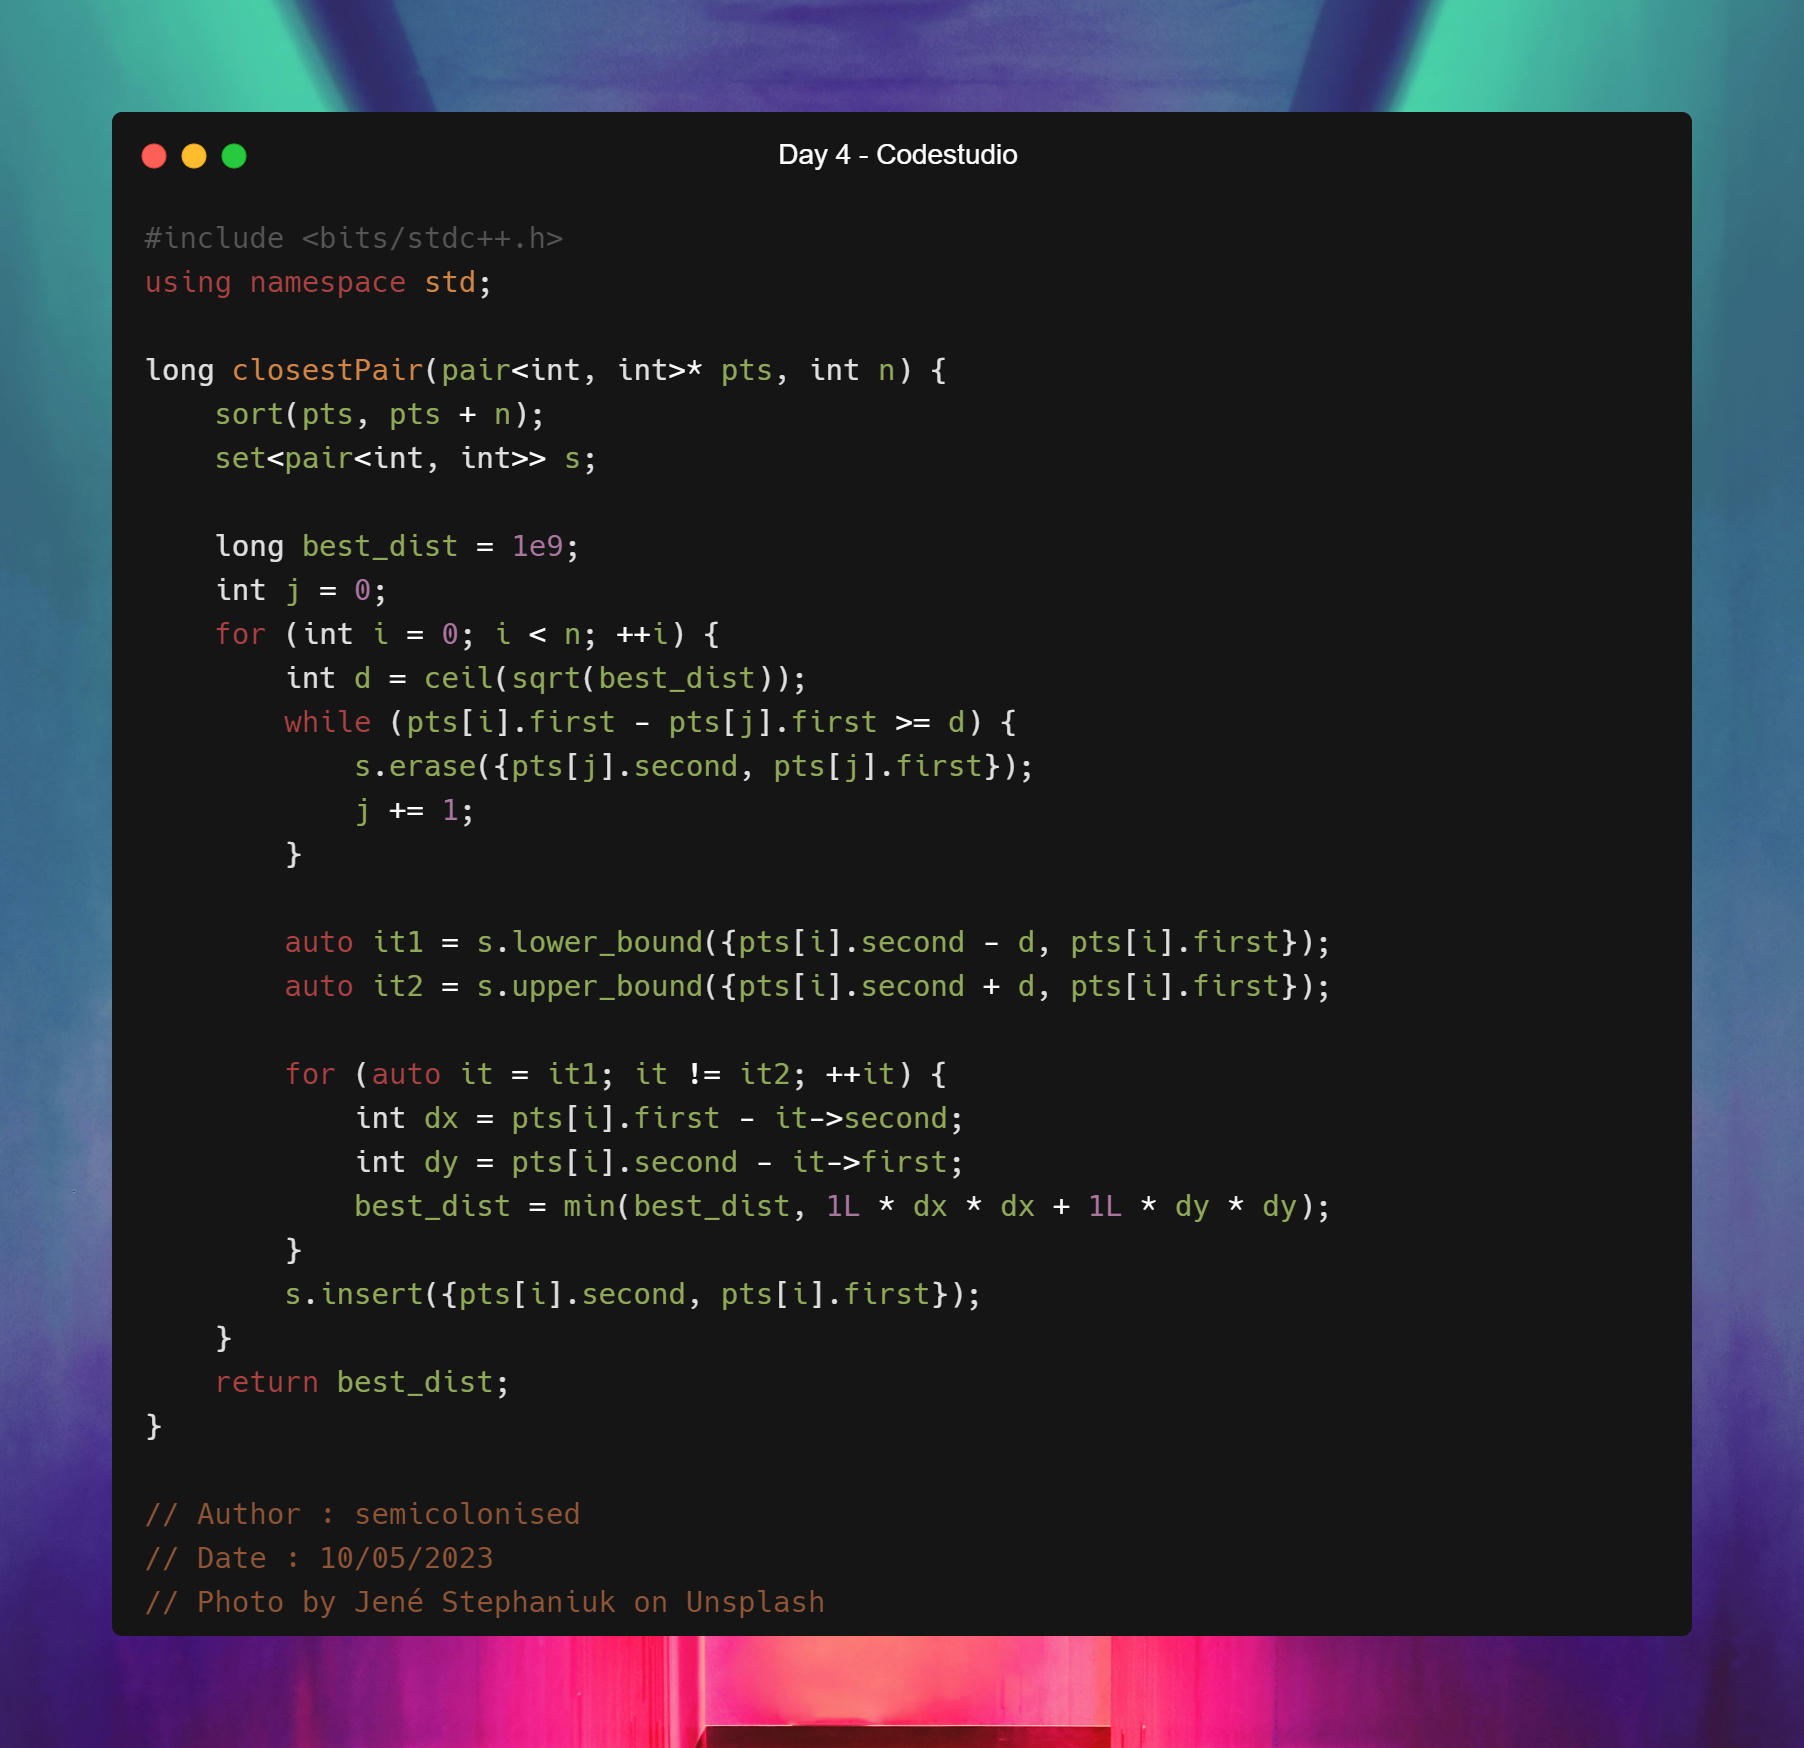 Day 4 - Codestudio
#include <bits/stdc++.h>
using namespace std;
long closestPair(pair<int, int>* pts, int n) {
    sort(pts, pts + n);
    set<pair<int, int>> s;
    long best_dist = 1e9;
    int j = 0;
    for (int i = 0; i < n; ++i) {
        int d = ceil(sqrt(best_dist));
        while (pts[i].first - pts[j].first >= d) {
            s.erase({pts[j].second, pts[j].first});
            j += 1;
        }
        auto it1 = s.lower_bound({pts[i].second - d, pts[i].first});
        auto it2 = s.upper_bound({pts[i].second + d, pts[i].first});
        for (auto it = it1; it != it2; ++it) {
            int dx = pts[i].first - it->second;
            int dy = pts[i].second - it->first;
            best_dist = min(best_dist, 1L * dx * dx + 1L * dy * dy);
        }
        s.insert({pts[i].second, pts[i].first});
    }
    return best_dist;
}
// Author : semicolonised
// Date : 10/05/2023
// Photo by Jené Stephaniuk on Unsplash